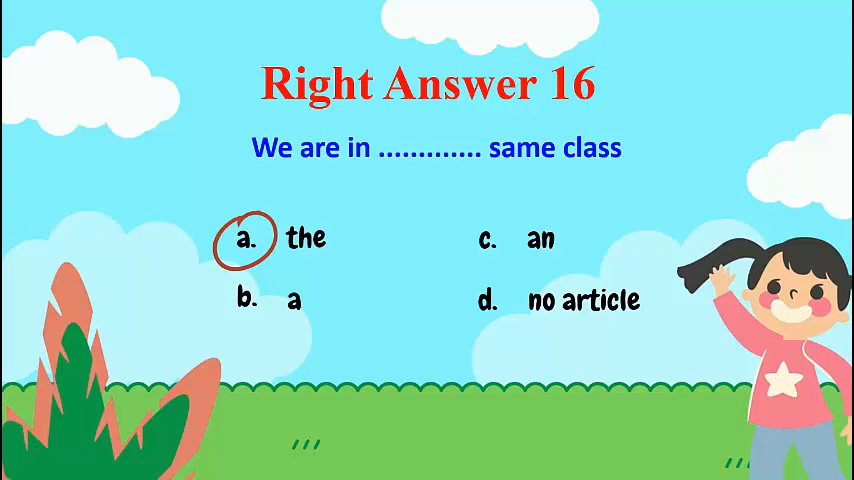 Right Answer 16
We are in ............. same class
a. the
c. an
b. a
d. no article